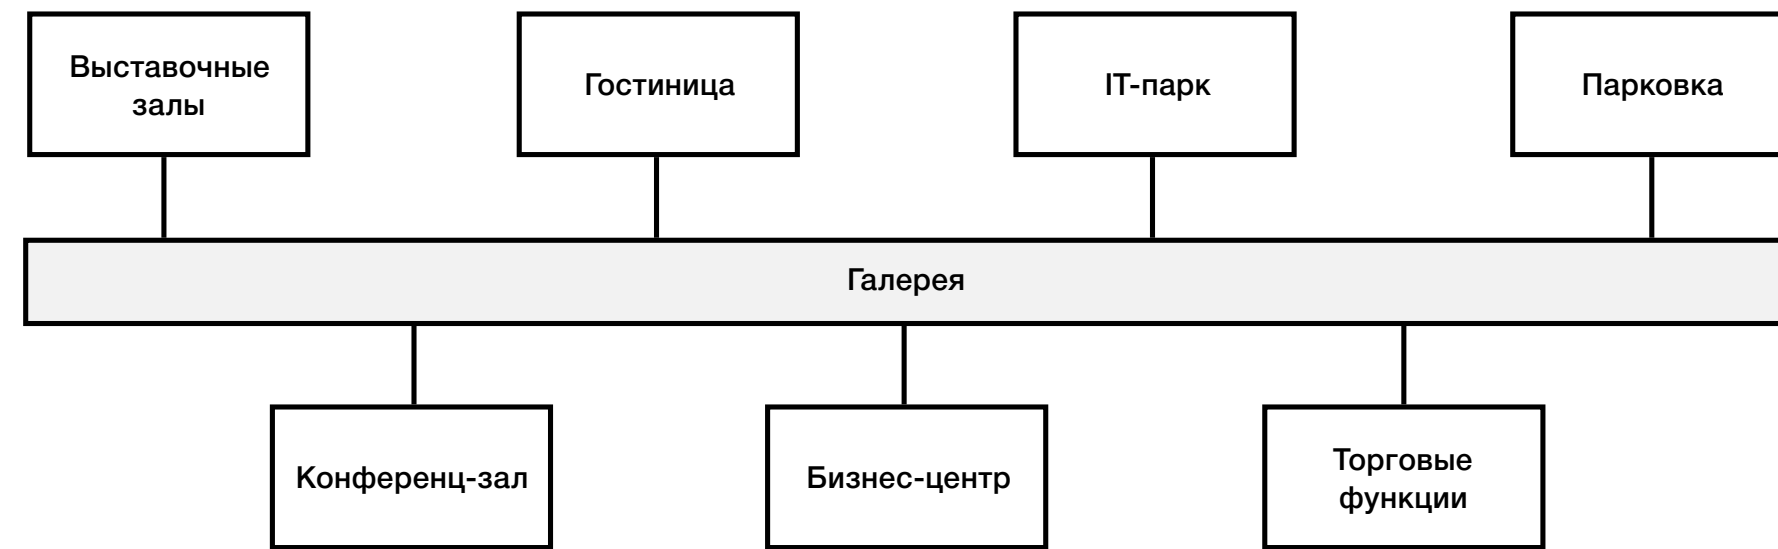 Выставочные
залы
Гостиница
IT-парк
Парковка
Галерея
Конференц-зал
Бизнес-центр
Торговые
функции